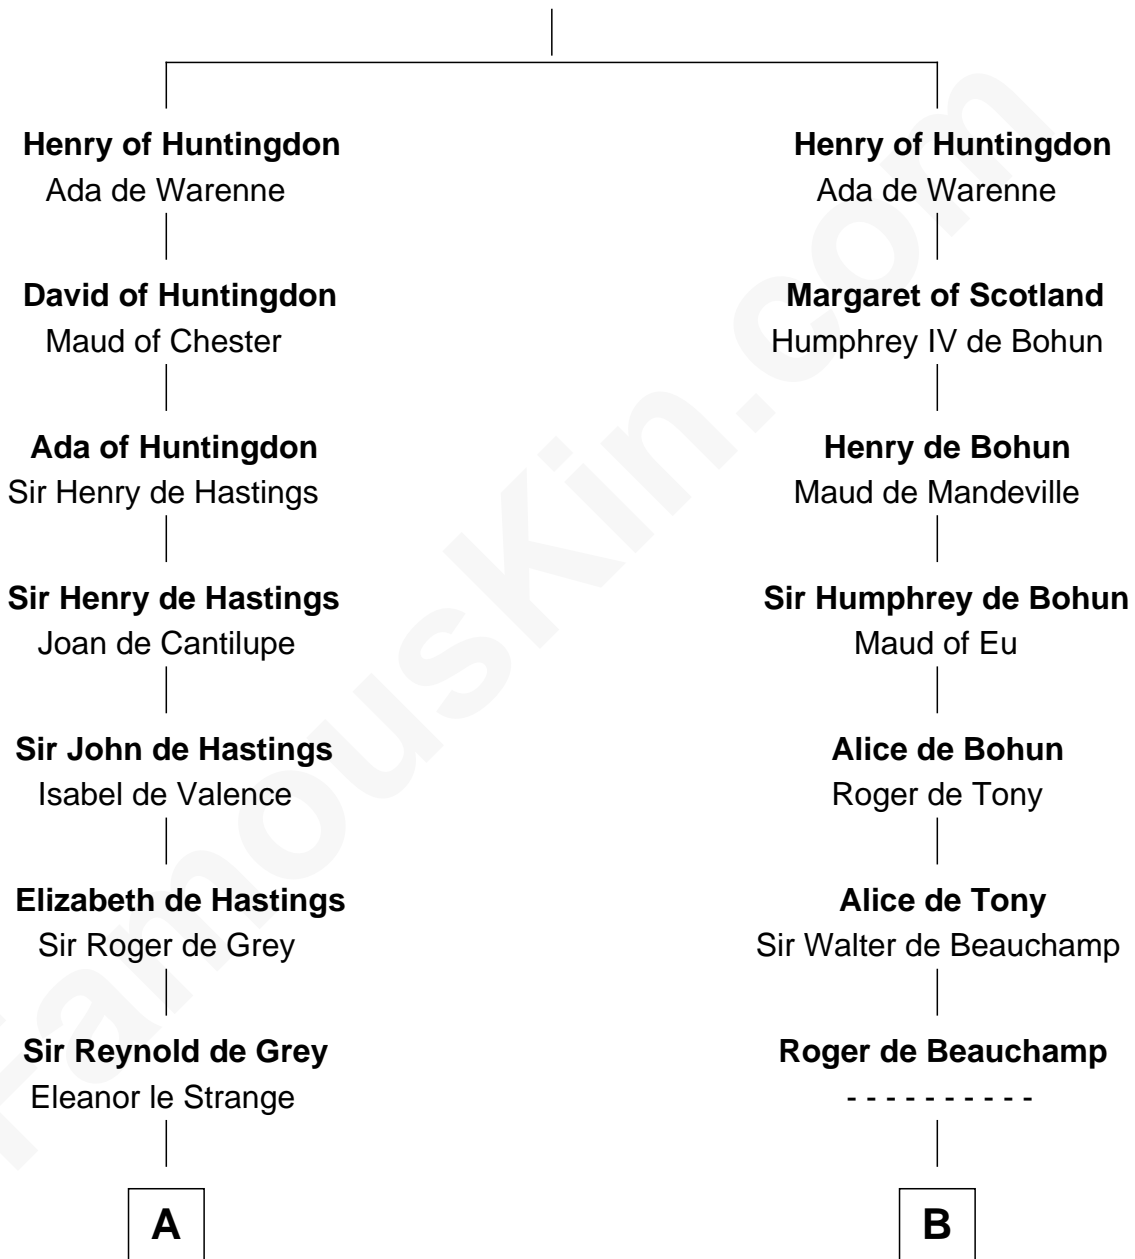 Henry of Huntingdon
Ada de Warenne
David of Huntingdon
Maud of Chester
Ada of Huntingdon
Sir Henry de Hastings
Sir Henry de Hastings
Joan de Cantilupe
Sir John de Hastings
Isabel de Valence
Elizabeth de Hastings
Sir Roger de Grey
Sir Reynold de Grey
Eleanor le Strange
A
Henry of Huntingdon
Ada de Warenne
Margaret of Scotland
Humphrey IV de Bohun
Henry de Bohun
Maud de Mandeville
Sir Humphrey de Bohun
Maud of Eu
Alice de Bohun
Roger de Tony
Alice de Tony
Sir Walter de Beauchamp
Roger de Beauchamp
- - - - - - - - - -
B
FamousKin.com